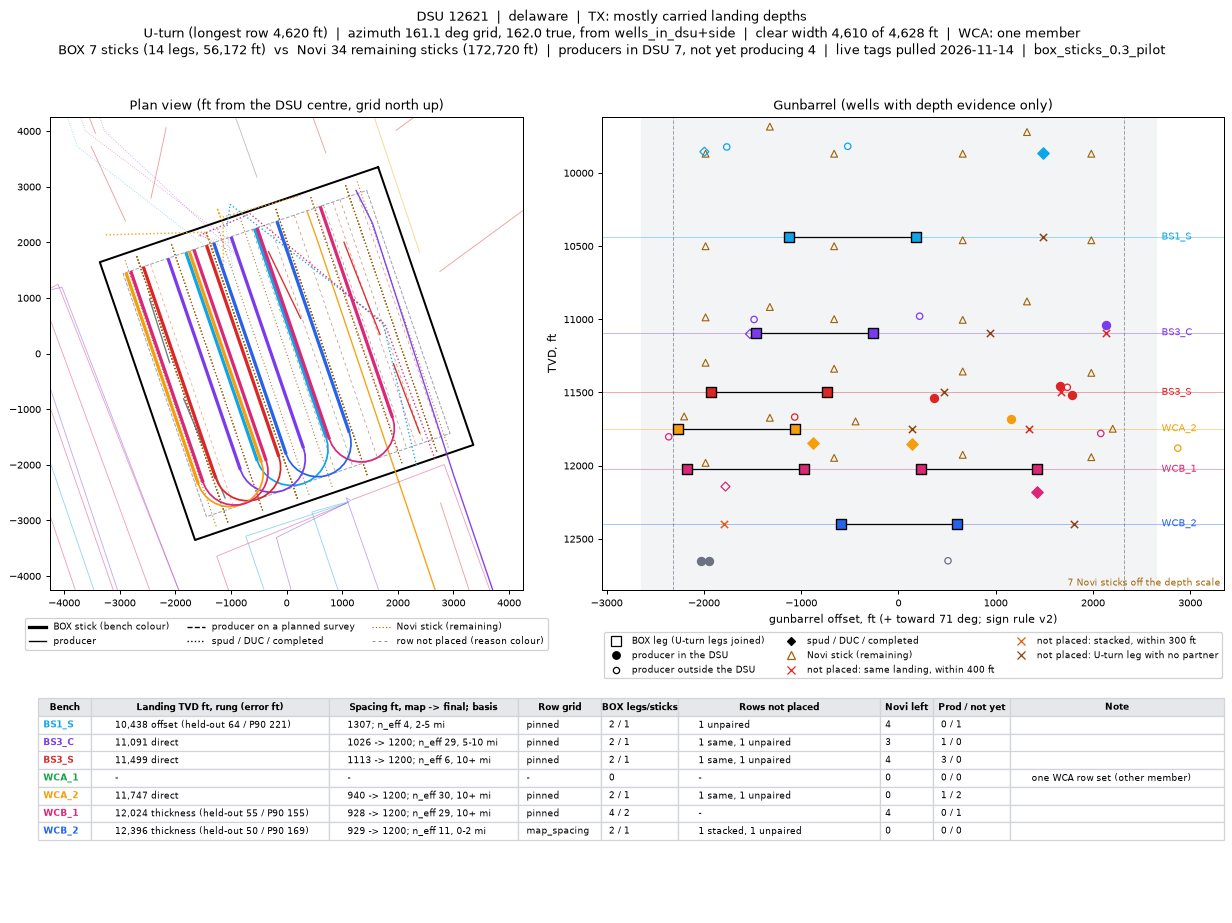 DSU 12621 | delaware | TX: mostly carried landing depths
U-turn (longest row 4,620 ft) | azimuth 161.1 deg grid, 162.0 true, from wells_in_dsu+side | clear width 4,610 of 4,628 ft | WCA: one member
BOX 7 sticks (14 legs, 56,172 ft) vs Novi 34 remaining sticks (172,720 ft) | producers in DSU 7, not yet producing 4 | live tags pulled 2026-11-14 | box_sticks_0.3_pilot
Plan view (ft from the DSU centre, grid north up)
4000
3000
2000
1000
0
−1000
−2000
−3000
−4000
−4000 −3000 −2000 −1000 0 1000 2000 3000 4000
BOX stick (bench colour)
producer
producer on a planned survey
spud / DUC / completed
Novi stick (remaining)
row not placed (reason colour)
Gunbarrel (wells with depth evidence only)
TVD, ft
10000
10500
11000
11500
12000
12500
BS1_S
BS3_C
BS3_S
WCA_2
WCB_1
WCB_2
7 Novi sticks off the depth scale
−3000 −2000 −1000 0 1000 2000 3000
gunbarrel offset, ft (+ toward 71 deg; sign rule v2)
BOX leg (U-turn legs joined)
producer in the DSU
producer outside the DSU
spud / DUC / completed
Novi stick (remaining)
not placed: same landing, within 400 ft
not placed: stacked, within 300 ft
not placed: U-turn leg with no partner
Bench Landing TVD ft, rung (error ft) Spacing ft, map -> final; basis Row grid BOX legs/sticks Rows not placed Novi left Prod / not yet Note
BS1_S 10,438 offset (held-out 64 / P90 221) 1307; n_eff 4, 2-5 mi pinned 2 / 1 1 unpaired 4 0 / 1
BS3_C 11,091 direct 1026 -> 1200; n_eff 29, 5-10 mi pinned 2 / 1 1 same, 1 unpaired 3 1 / 0
BS3_S 11,499 direct 1113 -> 1200; n_eff 6, 10+ mi pinned 2 / 1 1 same, 1 unpaired 4 3 / 0
WCA_1 - - - 0 - 0 0 / 0 one WCA row set (other member)
WCA_2 11,747 direct 940 -> 1200; n_eff 30, 10+ mi pinned 2 / 1 1 same, 1 unpaired 0 1 / 2
WCB_1 12,024 thickness (held-out 55 / P90 155) 928 -> 1200; n_eff 29, 10+ mi pinned 4 / 2 - 4 0 / 1
WCB_2 12,396 thickness (held-out 50 / P90 169) 929 -> 1200; n_eff 11, 0-2 mi map_spacing 2 / 1 1 stacked, 1 unpaired 0 0 / 0